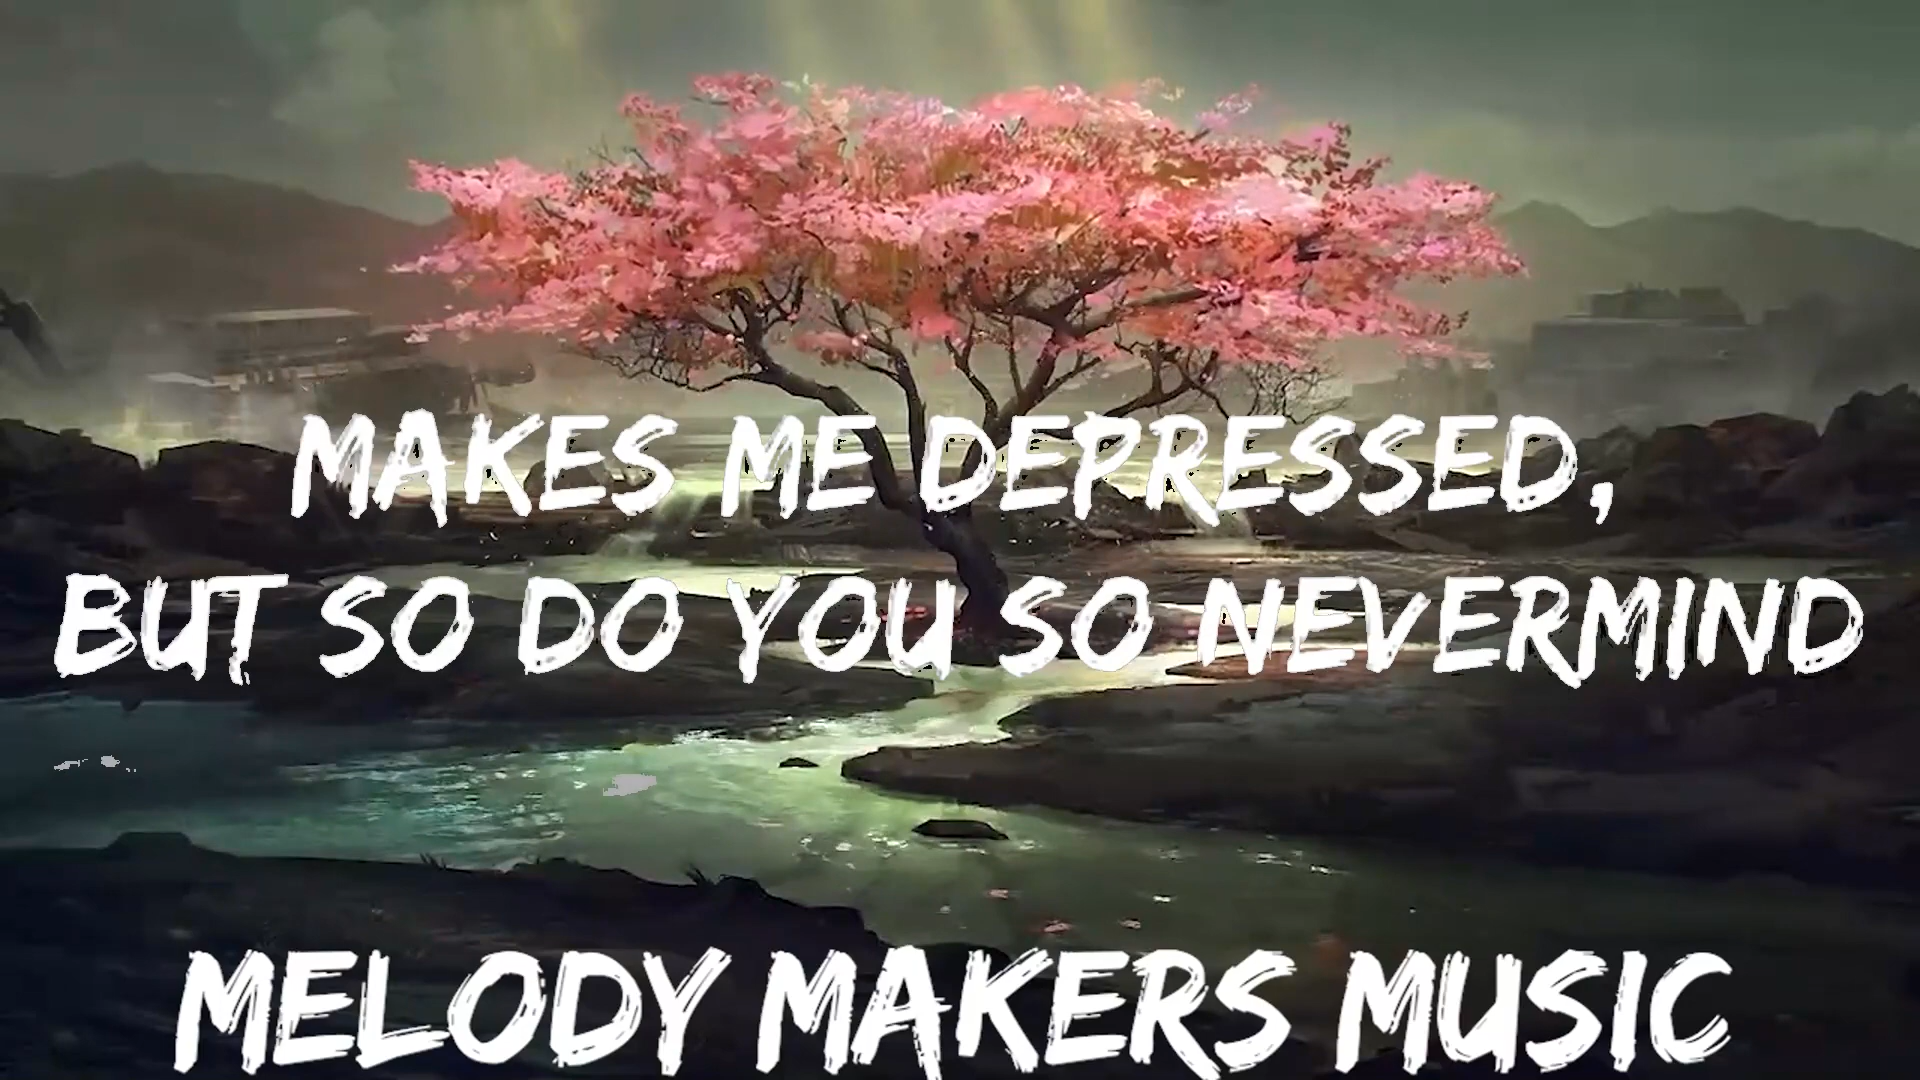 MAKES ME DEPRESSED,
BUT SO DO YOU SO NEVERMIND
MELODY MAKERS MUSIC